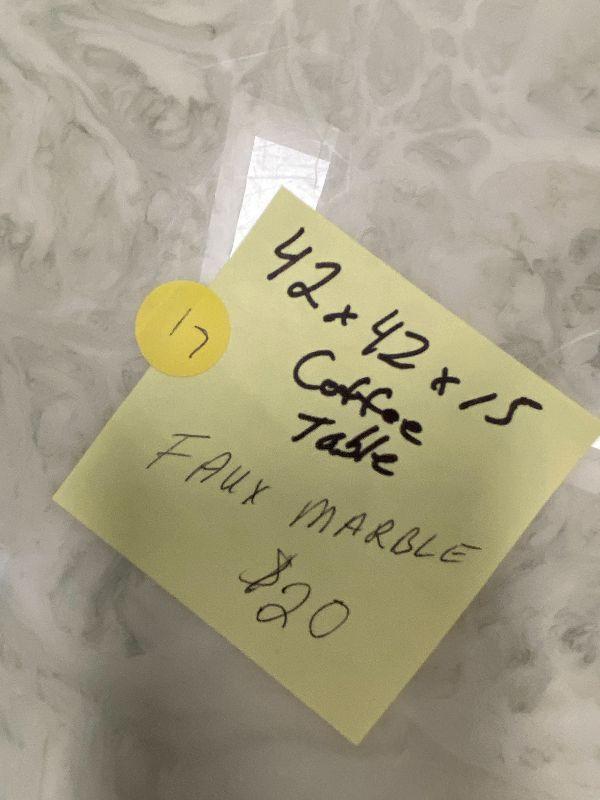 42 x 42 x 15
Coffee
Table
FAUX MARBLE
$20
17